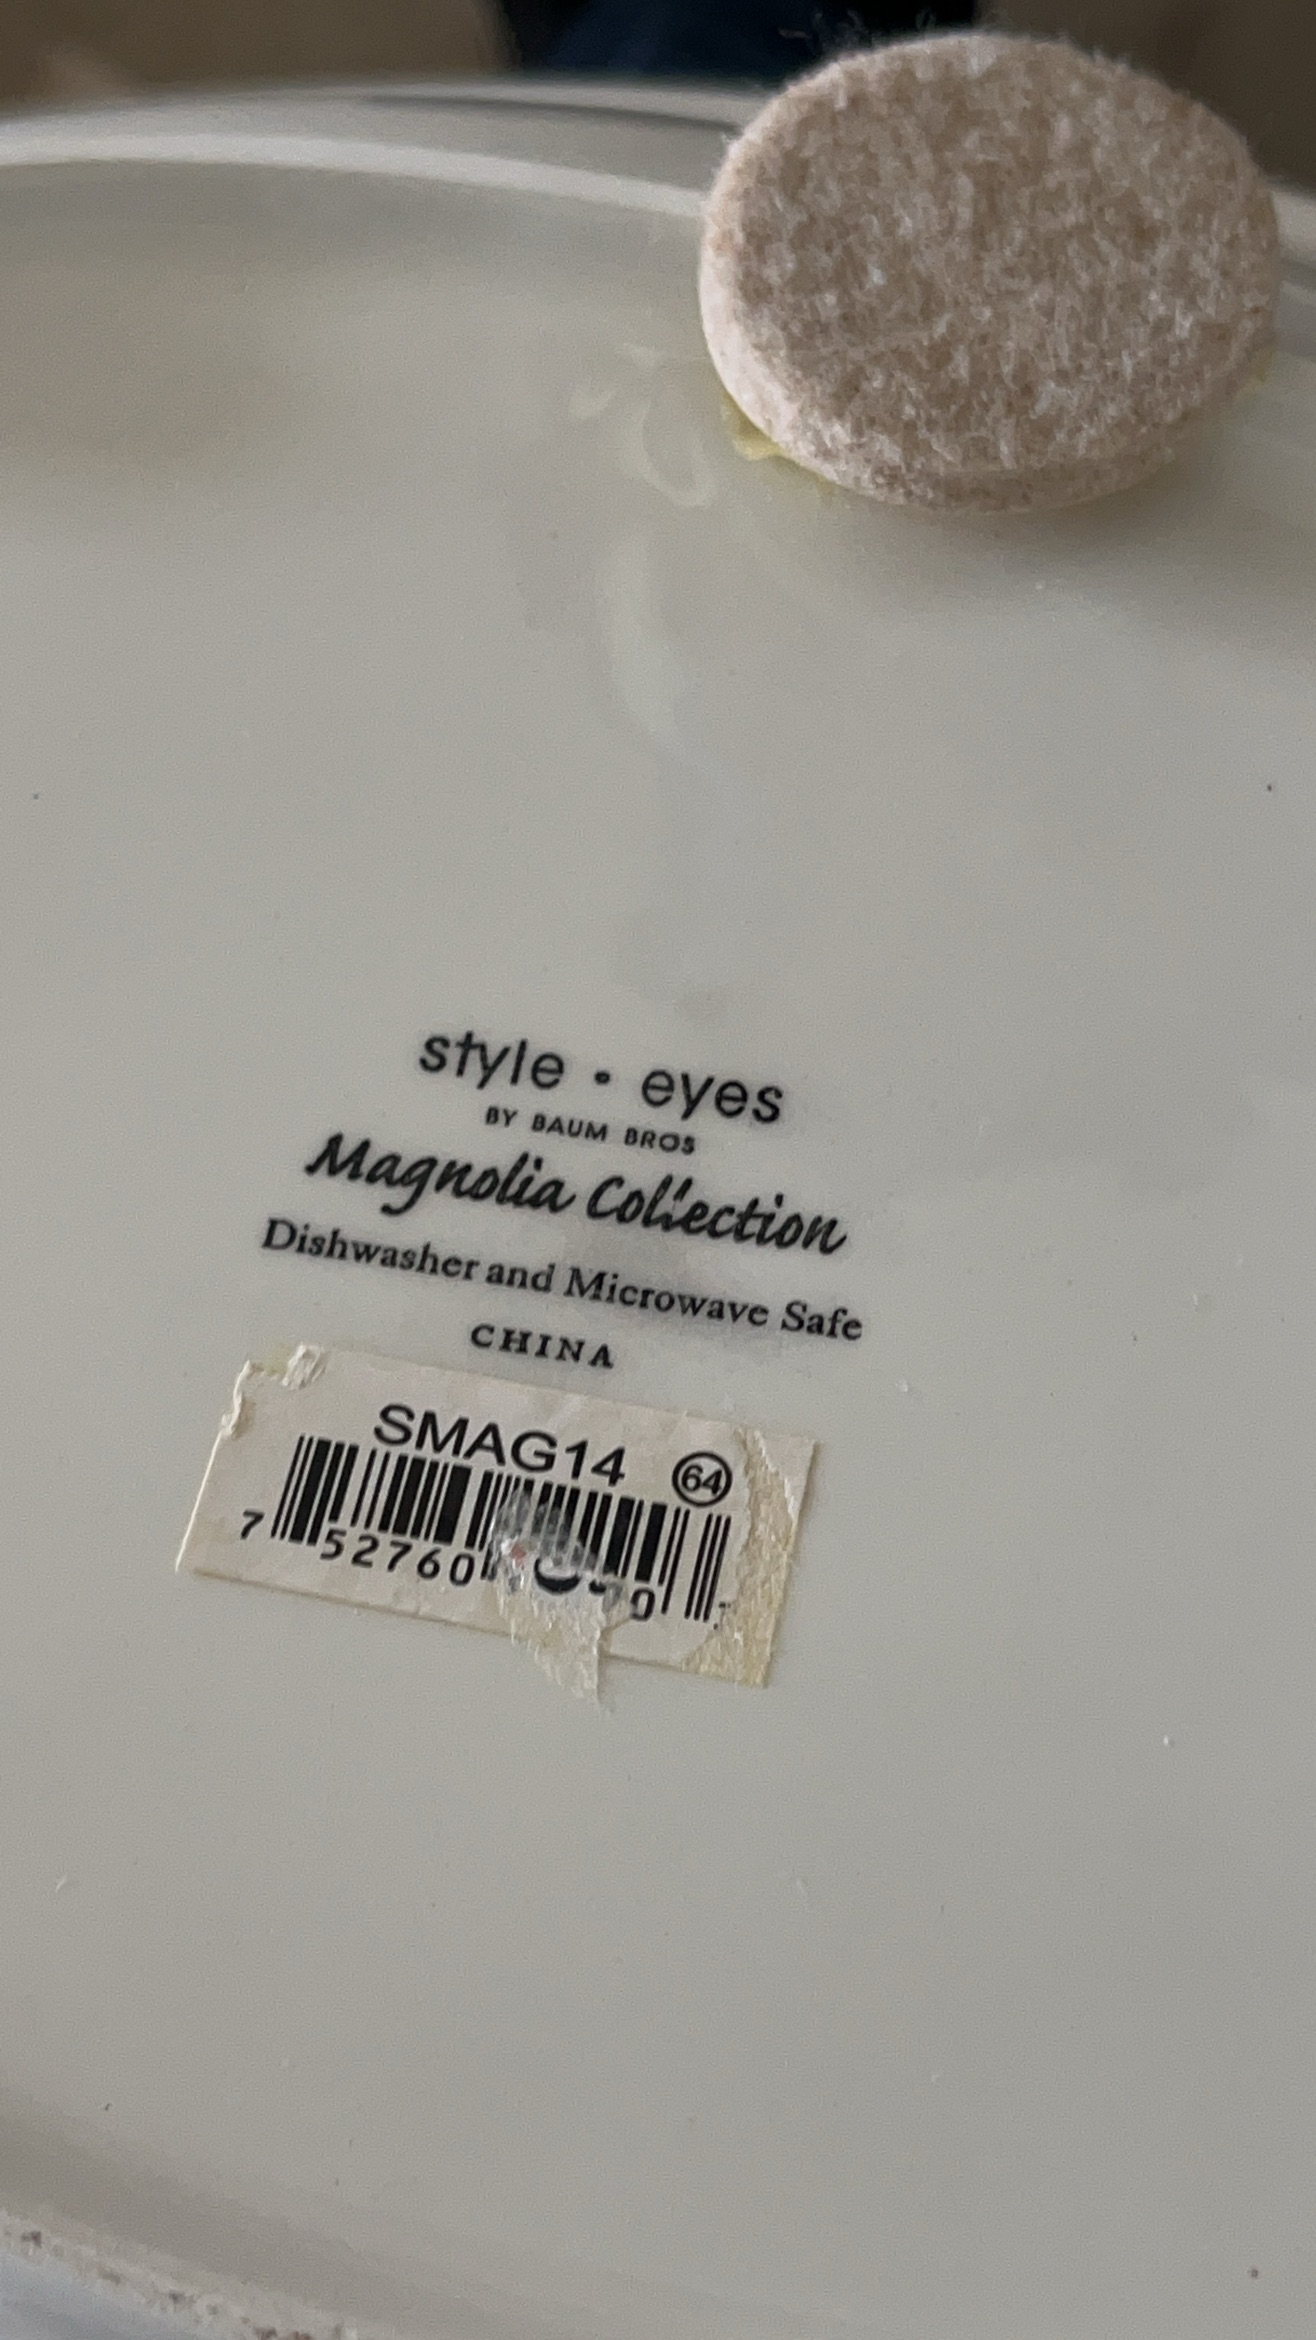 style • eyes
BY BAUM BROS
Magnolia Collection
Dishwasher and Microwave Safe
CHINA
SMAG14 64
7 52760